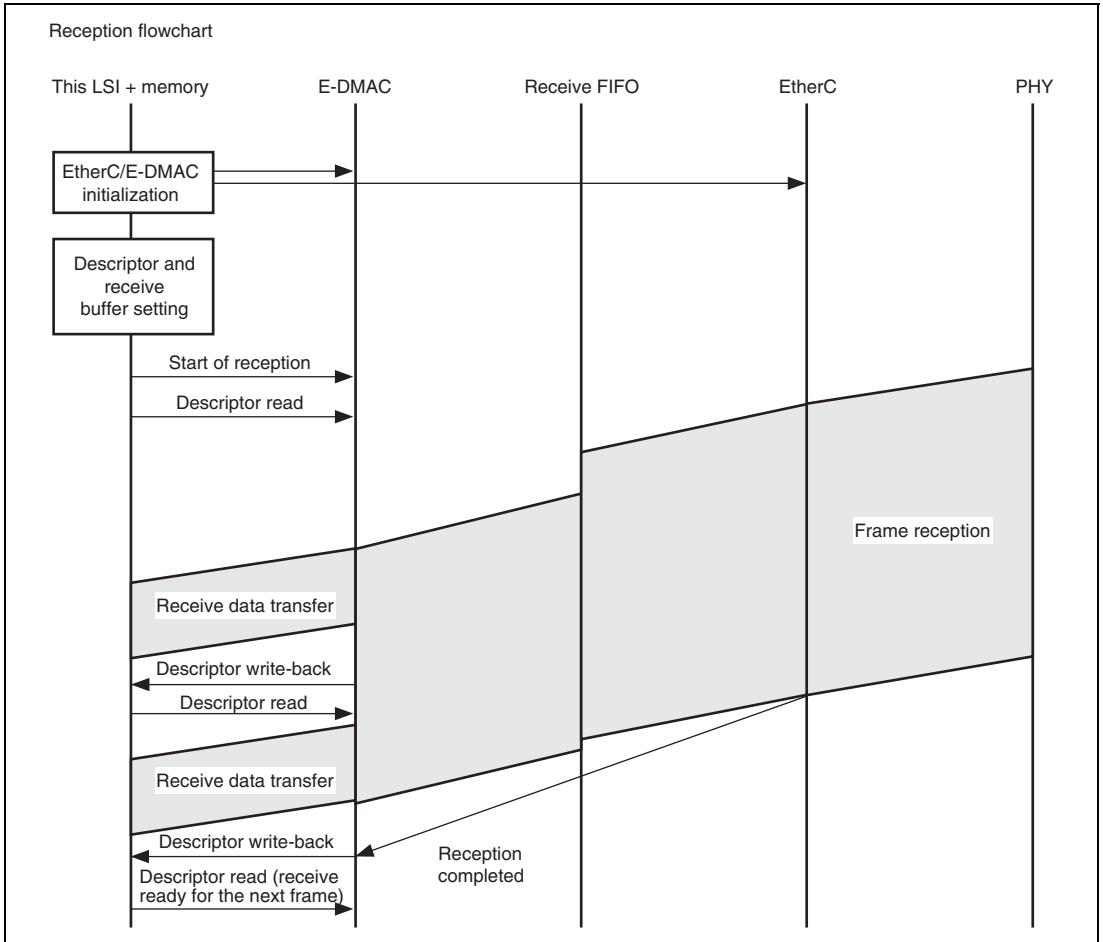 Reception flowchart
This LSI + memory
E-DMAC
Receive FIFO
EtherC
PHY
EtherC/E-DMAC
initialization
Descriptor and
receive
buffer setting
Start of reception
Descriptor read
Frame reception
Receive data transfer
Descriptor write-back
Descriptor read
Receive data transfer
Descriptor write-back
Reception
completed
Descriptor read (receive
ready for the next frame)